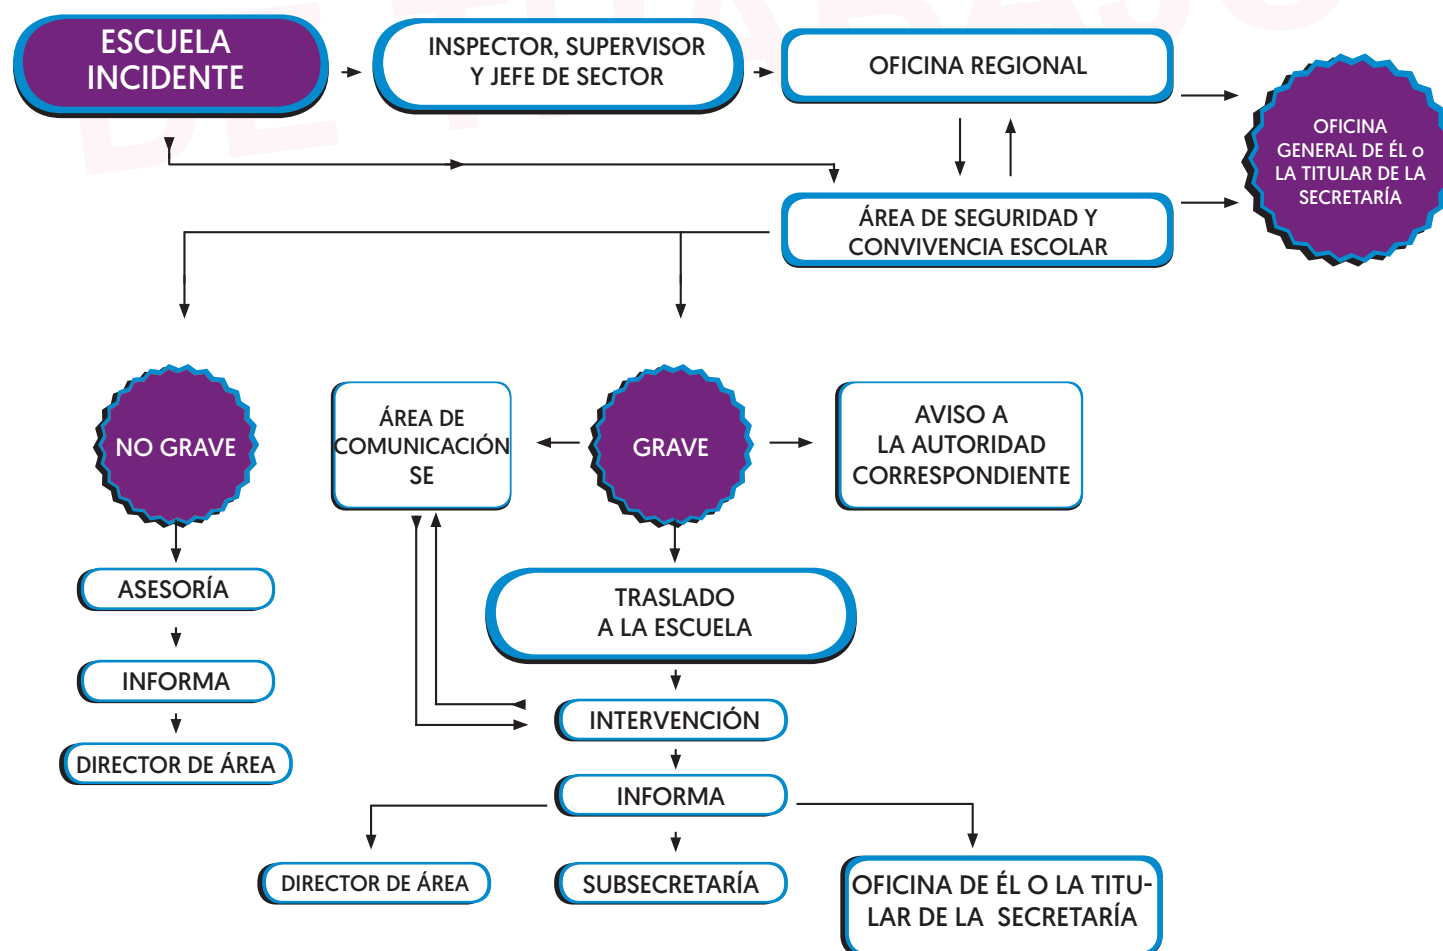 ESCUELA
INCIDENTE
INSPECTOR, SUPERVISOR
Y JEFE DE SECTOR
OFICINA REGIONAL
OFICINA
GENERAL DE ÉL o
LA TITULAR DE LA
SECRETARÍA
ÁREA DE SEGURIDAD Y
CONVIVENCIA ESCOLAR
NO GRAVE
ÁREA DE
COMUNICACIÓN
SE
GRAVE
AVISO A
LA AUTORIDAD
CORRESPONDIENTE
ASESORÍA
INFORMA
DIRECTOR DE ÁREA
TRASLADO
A LA ESCUELA
INTERVENCIÓN
INFORMA
DIRECTOR DE ÁREA
SUBSECRETARÍA
OFICINA DE ÉL O LA TITU-
LAR DE LA SECRETARÍA
DE TRABAJO